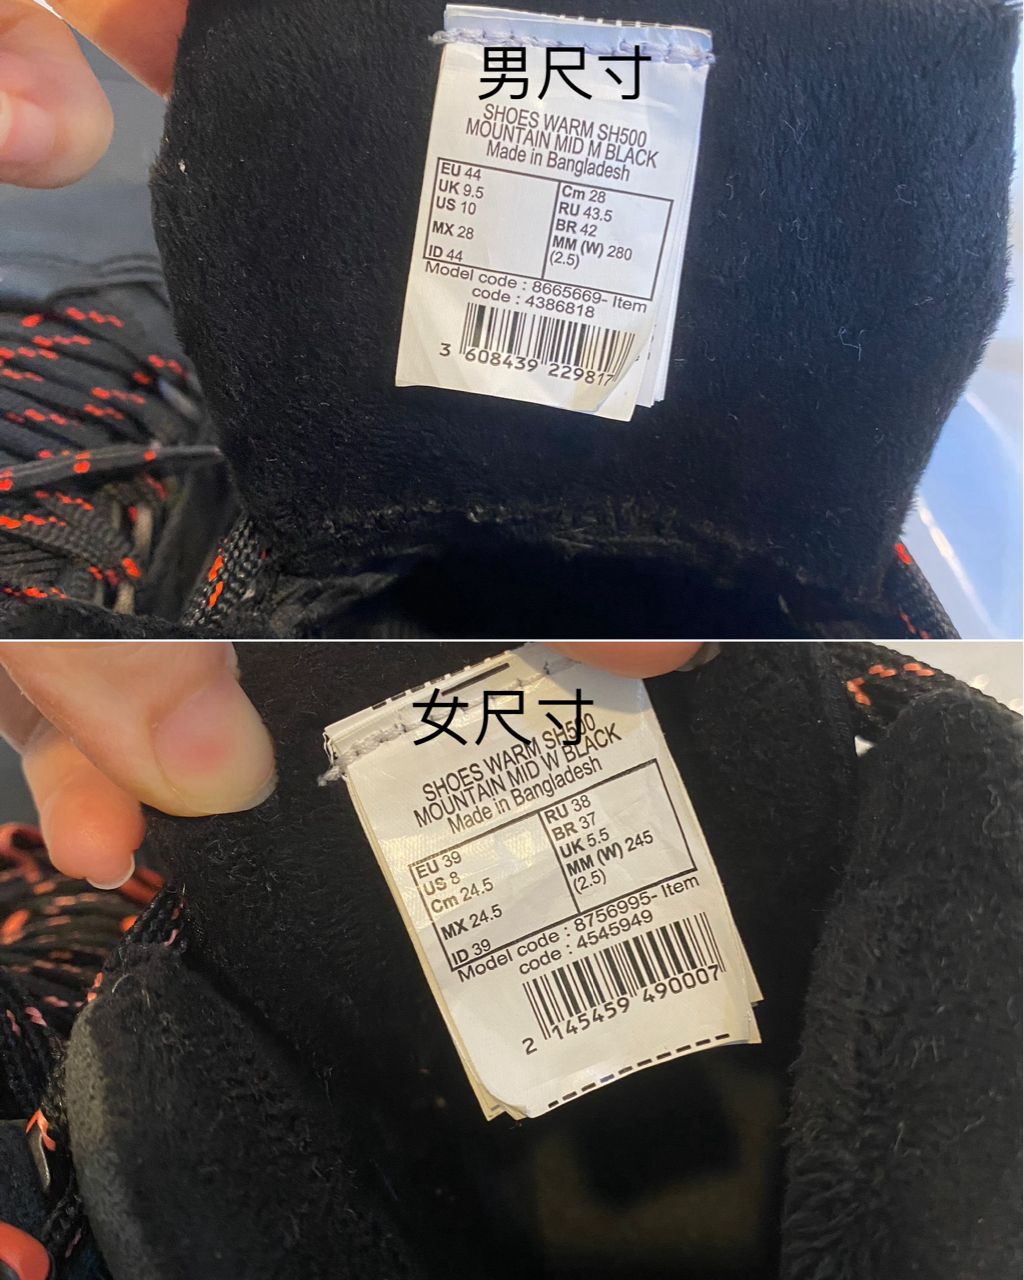 男尺寸
SHOES WARM SH500
MOUNTAIN MID M BLACK
Made in Bangladesh
EU 44
UK 9.5
US 10
MX 28
ID 44
Cm 28
RU 43.5
BR 42
MM (W) 280
(2.5)
Model code : 8665669- Item
code : 4386818
3 608439 229817
女尺寸
SHOES WARM SH500
MOUNTAIN MID W BLACK
Made in Bangladesh
EU 39
US 8
Cm 24.5
MX 24.5
ID 39
RU 38
BR 37
UK 5.5
MM (W) 245
(2.5)
Model code : 8756995- Item
code : 4545949
2 145459 490007